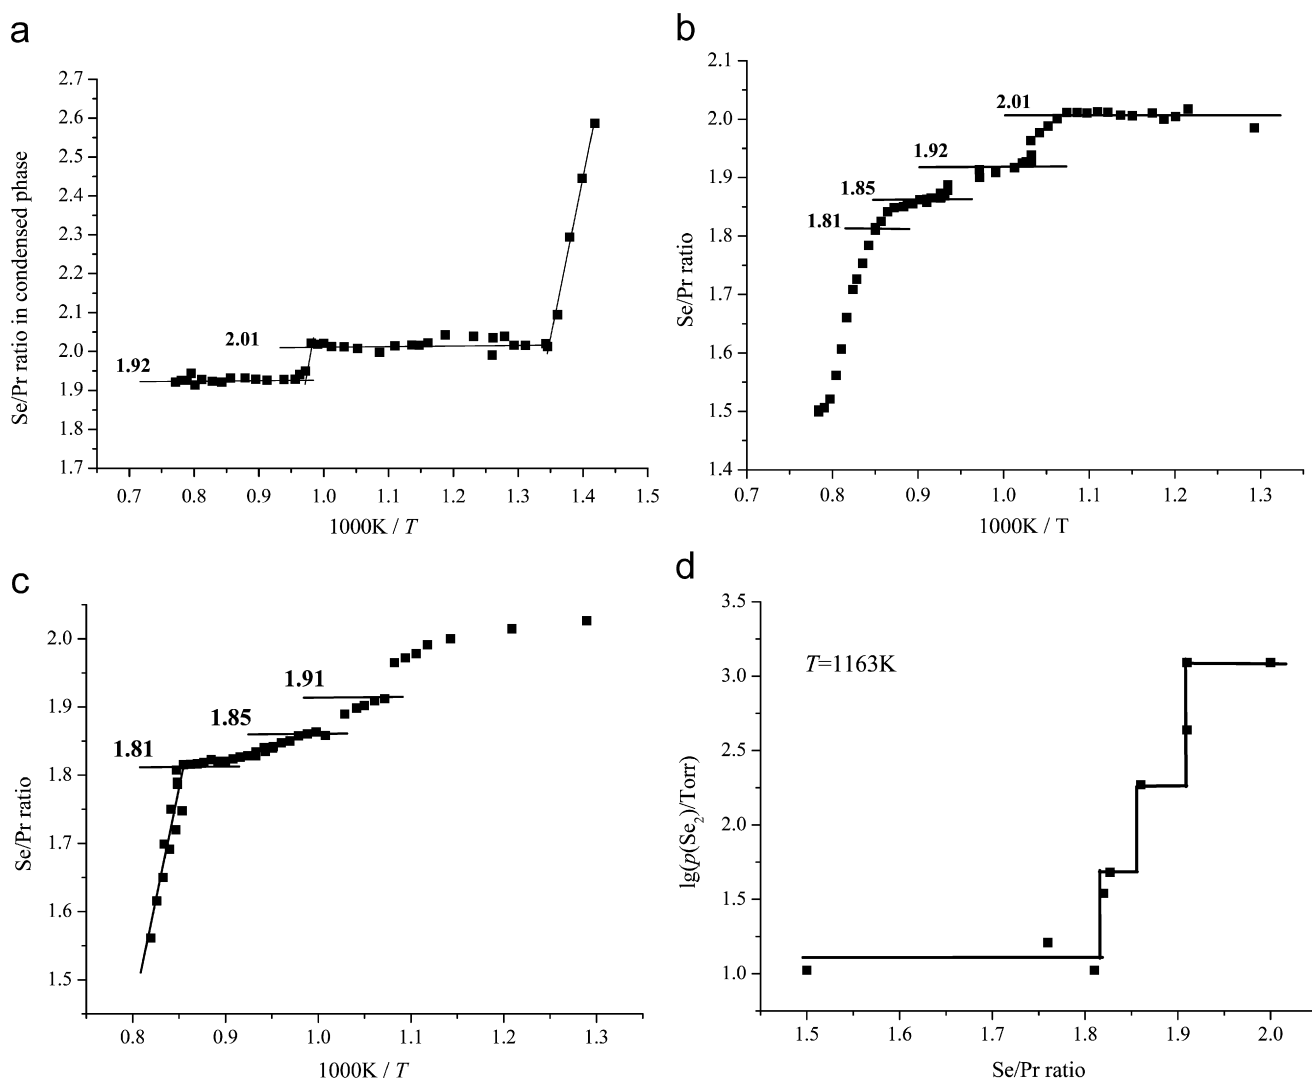 a
2.7
2.6
2.5
2.4
2.3
2.2
2.1
2.0
1.9
1.8
1.7
Se/Pr ratio in condensed phase
2.01
1.92
0.7 0.8 0.9 1.0 1.1 1.2 1.3 1.4 1.5
1000K / T
b
2.1
2.0
1.9
1.8
1.7
1.6
1.5
1.4
Se/Pr ratio
2.01
1.92
1.85
1.81
0.7 0.8 0.9 1.0 1.1 1.2 1.3
1000K / T
c
2.0
1.9
1.8
1.7
1.6
1.5
Se/Pr ratio
1.91
1.85
1.81
0.8 0.9 1.0 1.1 1.2 1.3
1000K / T
d
3.5
3.0
2.5
2.0
1.5
1.0
lg(p(Se2)/Torr)
T=1163K
1.5 1.6 1.7 1.8 1.9 2.0
Se/Pr ratio